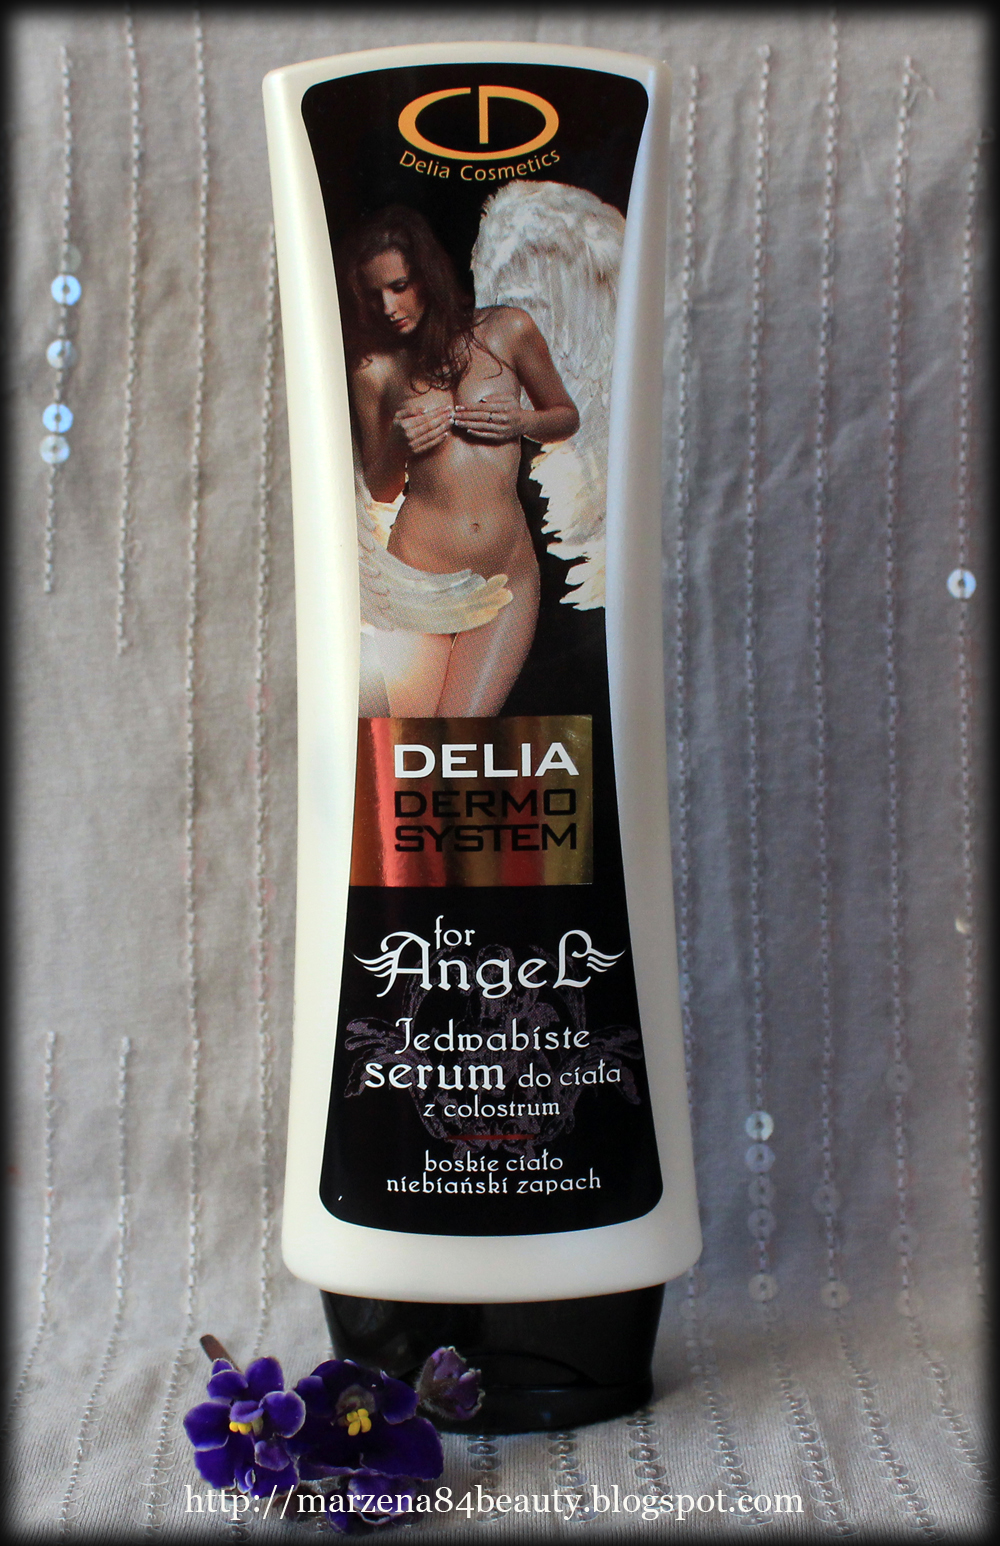 Delia Cosmetics
DELIA
DERMO
SYSTEM
for
Angel
Jedwabiste
serum do ciała
z colostrum
boskie ciało
niebiański zapach
http://marzena84beauty.blogspot.com